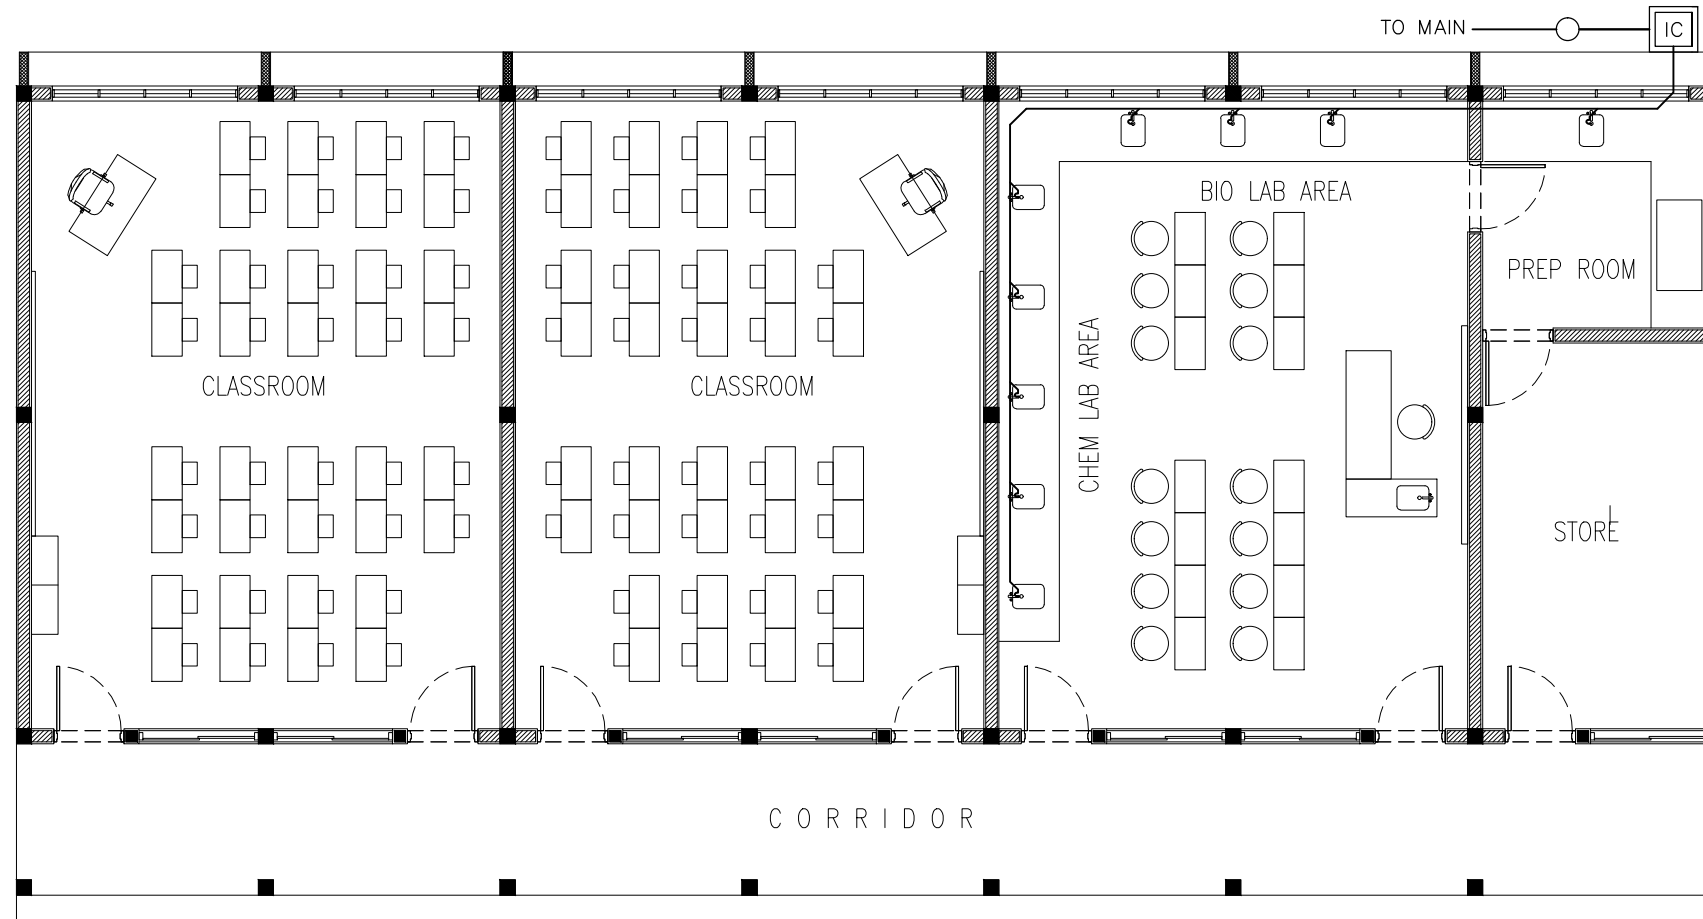 TO MAIN
IC
BIO LAB AREA
PREP ROOM
CHEM LAB AREA
CLASSROOM
CLASSROOM
STORE
CORRIDOR